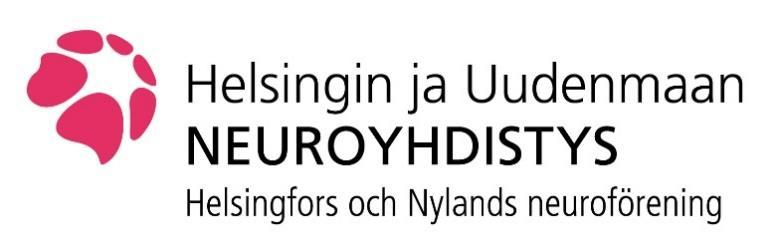 Helsingin ja Uudenmaan
NEUROYHDISTYS
Helsingfors och Nylands neuroförening